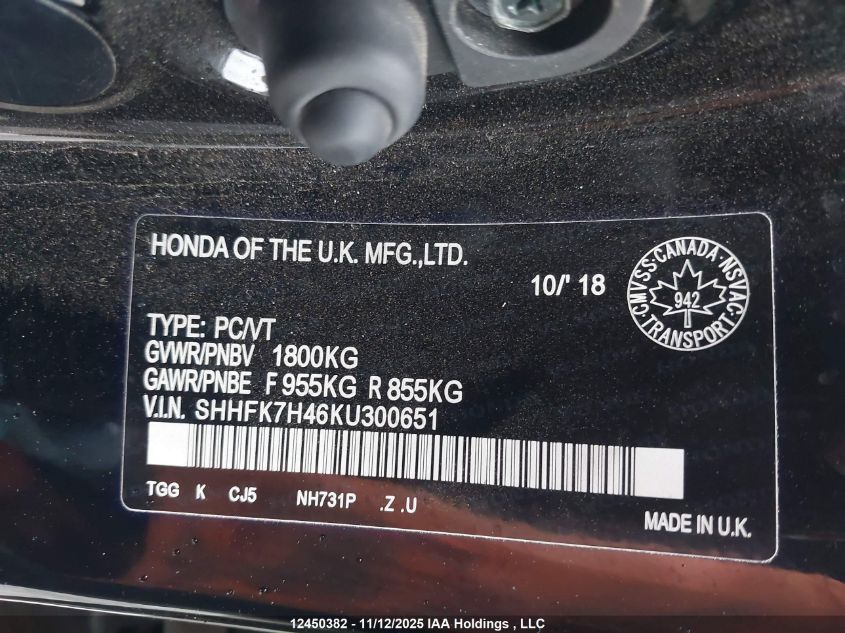 HONDA OF THE U.K. MFG.,LTD.
10/' 18
CMVSS·CANADA·NSVAC
942
TRANSPORT
TYPE: PC/VT
GVWR/PNBV 1800KG
GAWR/PNBE F 955KG R 855KG
V.I.N. SHHFK7H46KU300651
TGG K CJ5 NH731P .Z .U
MADE IN U.K.
12450382 - 11/12/2025 IAA Holdings , LLC